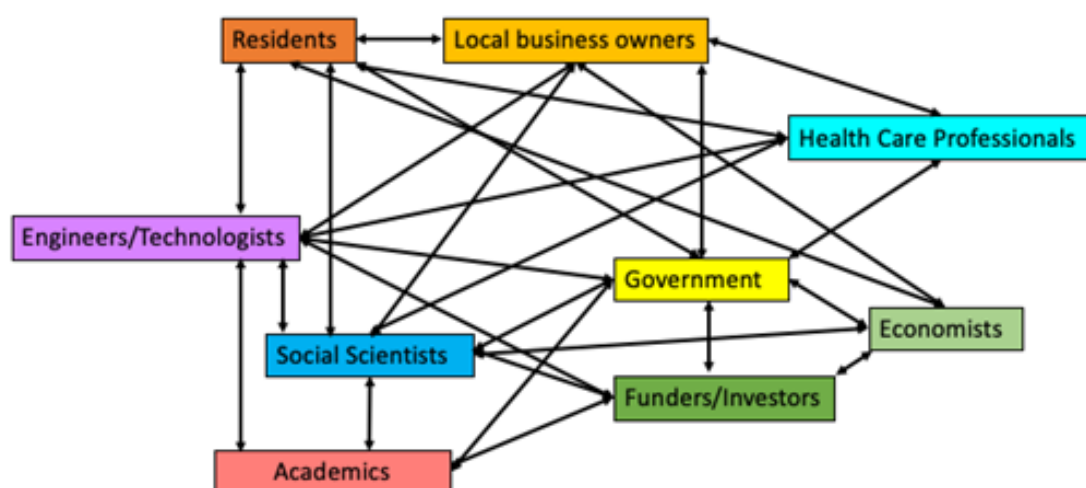 Residents
Local business owners
Health Care Professionals
Engineers/Technologists
Government
Economists
Social Scientists
Funders/Investors
Academics